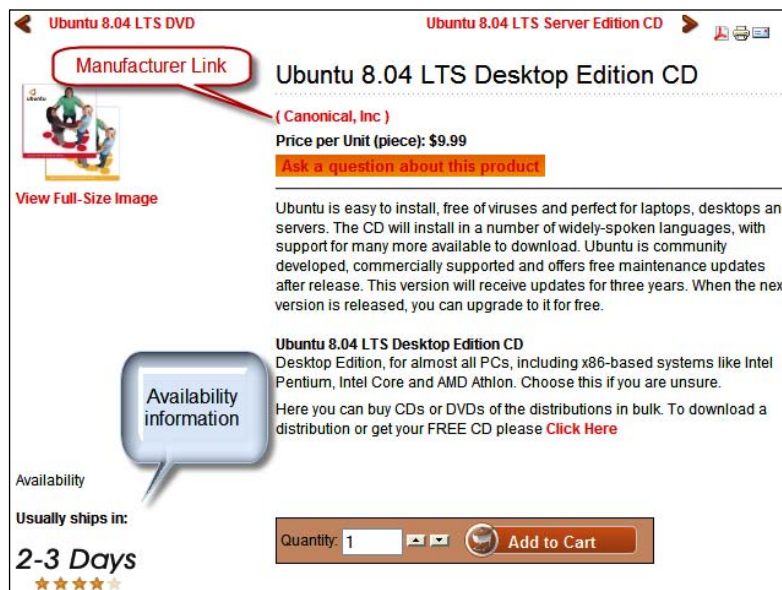 Ubuntu 8.04 LTS DVD
Ubuntu 8.04 LTS Server Edition CD
Manufacturer Link
Ubuntu 8.04 LTS Desktop Edition CD
ubuntu
( Canonical, Inc )
Price per Unit (piece): $9.99
Ask a question about this product
View Full-Size Image
Ubuntu is easy to install, free of viruses and perfect for laptops, desktops an
servers. The CD will install in a number of widely-spoken languages, with
support for many more available to download. Ubuntu is community
developed, commercially supported and offers free maintenance updates
after release. This version will receive updates for three years. When the nex
version is released, you can upgrade to it for free.
Ubuntu 8.04 LTS Desktop Edition CD
Desktop Edition, for almost all PCs, including x86-based systems like Intel
Pentium, Intel Core and AMD Athlon. Choose this if you are unsure.
Here you can buy CDs or DVDs of the distributions in bulk. To download a
distribution or get your FREE CD please Click Here
Availability
information
Availability
Usually ships in:
2-3 Days
Quantity: 1
Add to Cart